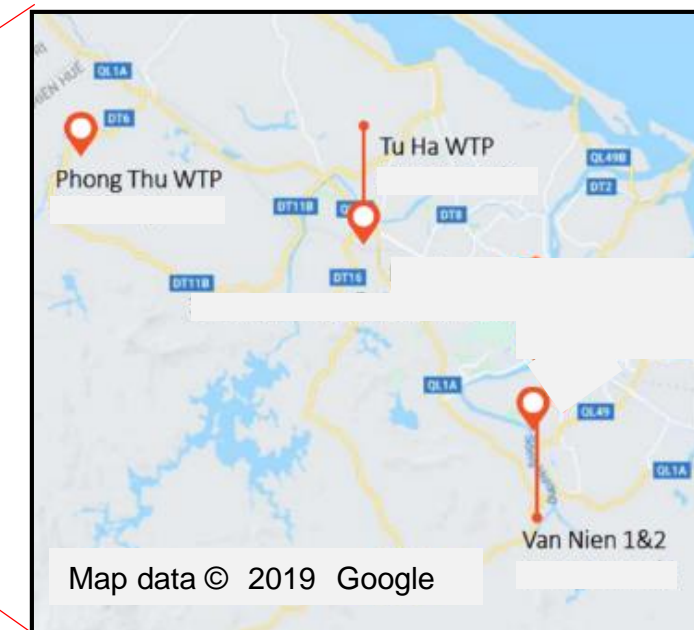 QL1A
DT6
Phong Thu WTP
Tu Ha WTP
QL49B
DT2
DT11B
DT8
DT11B
DT16
QL1A
QL49
QL1A
Van Nien 1&2
Map data © 2019 Google